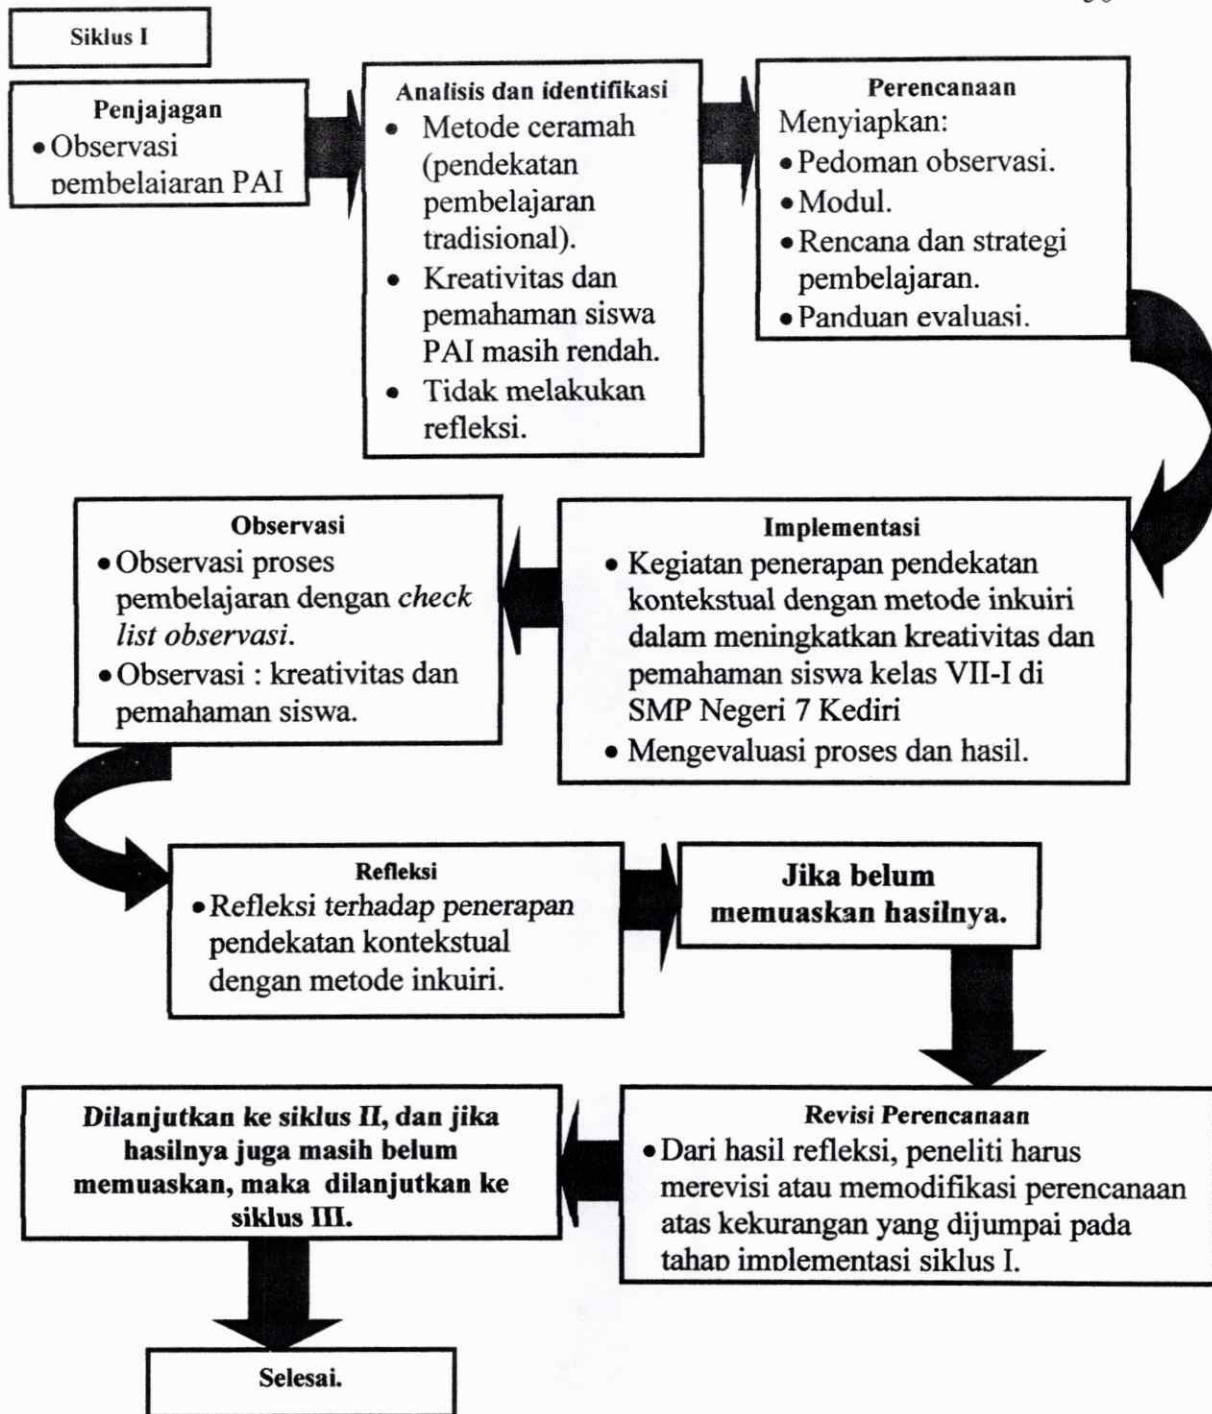 Siklus I
Penjajagan
• Observasi
pembelajaran PAI
Analisis dan identifikasi
• Metode ceramah
(pendekatan
pembelajaran
tradisional).
• Kreativitas dan
pemahaman siswa
PAI masih rendah.
• Tidak melakukan
refleksi.
Perencanaan
Menyiapkan:
• Pedoman observasi.
• Modul.
• Rencana dan strategi
pembelajaran.
• Panduan evaluasi.
Implementasi
• Kegiatan penerapan pendekatan
kontekstual dengan metode inkuiri
dalam meningkatkan kreativitas dan
pemahaman siswa kelas VII-I di
SMP Negeri 7 Kediri
• Mengevaluasi proses dan hasil.
Observasi
• Observasi proses
pembelajaran dengan check
list observasi.
• Observasi : kreativitas dan
pemahaman siswa.
Refleksi
• Refleksi terhadap penerapan
pendekatan kontekstual
dengan metode inkuiri.
Jika belum
memuaskan hasilnya.
Revisi Perencanaan
• Dari hasil refleksi, peneliti harus
merevisi atau memodifikasi perencanaan
atas kekurangan yang dijumpai pada
tahap implementasi siklus I.
Dilanjutkan ke siklus II, dan jika
hasilnya juga masih belum
memuaskan, maka dilanjutkan ke
siklus III.
Selesai.